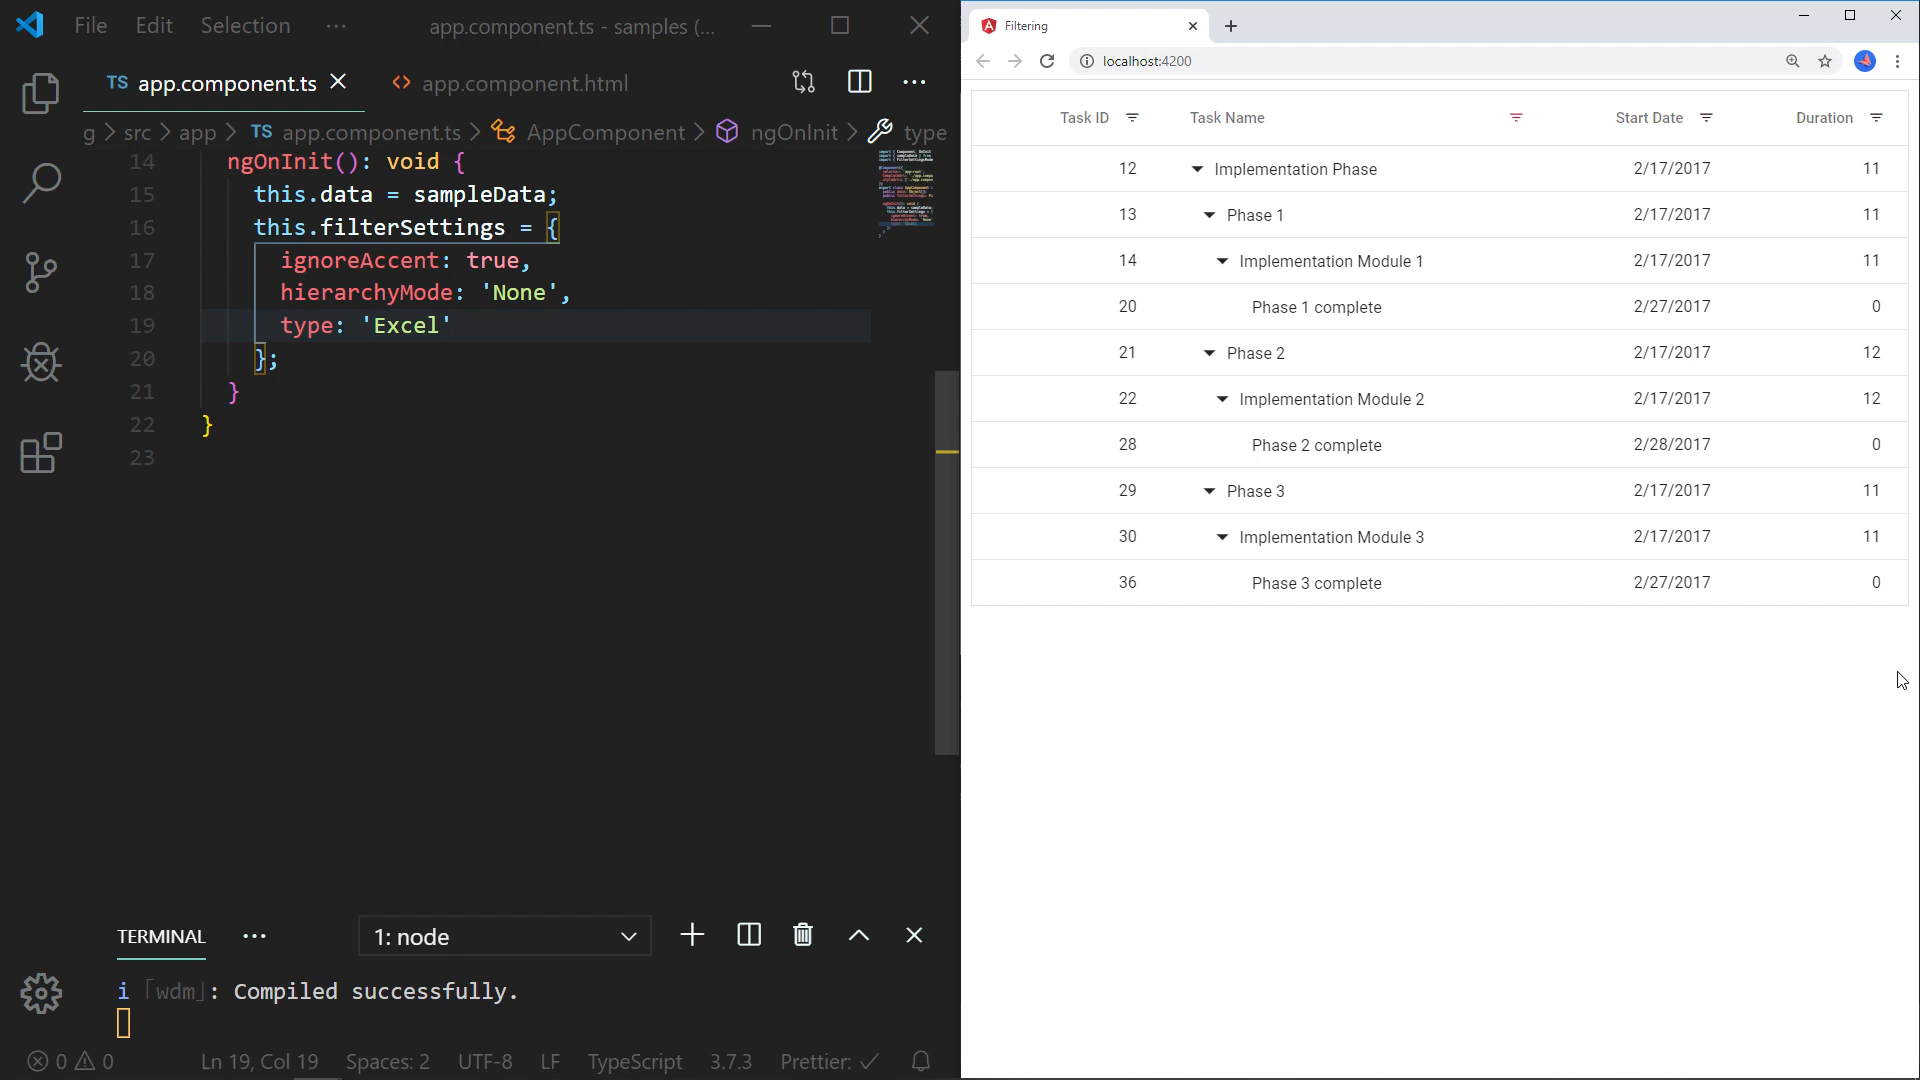 File Edit Selection ··· app.component.ts - samples (...
TS app.component.ts app.component.html
g > src > app > TS app.component.ts > AppComponent > ngOnInit > type
14 ngOnInit(): void {
15 this.data = sampleData;
16 this.filterSettings = {
17 ignoreAccent: true,
18 hierarchyMode: 'None',
19 type: 'Excel'
20 };
21 }
22 }
23
TERMINAL ··· 1: node
i 「wdm」: Compiled successfully.
0 0 Ln 19, Col 19 Spaces: 2 UTF-8 LF TypeScript 3.7.3 Prettier: ✓
Filtering
localhost:4200
Task ID Task Name Start Date Duration
12 Implementation Phase 2/17/2017 11
13 Phase 1 2/17/2017 11
14 Implementation Module 1 2/17/2017 11
20 Phase 1 complete 2/27/2017 0
21 Phase 2 2/17/2017 12
22 Implementation Module 2 2/17/2017 12
28 Phase 2 complete 2/28/2017 0
29 Phase 3 2/17/2017 11
30 Implementation Module 3 2/17/2017 11
36 Phase 3 complete 2/27/2017 0